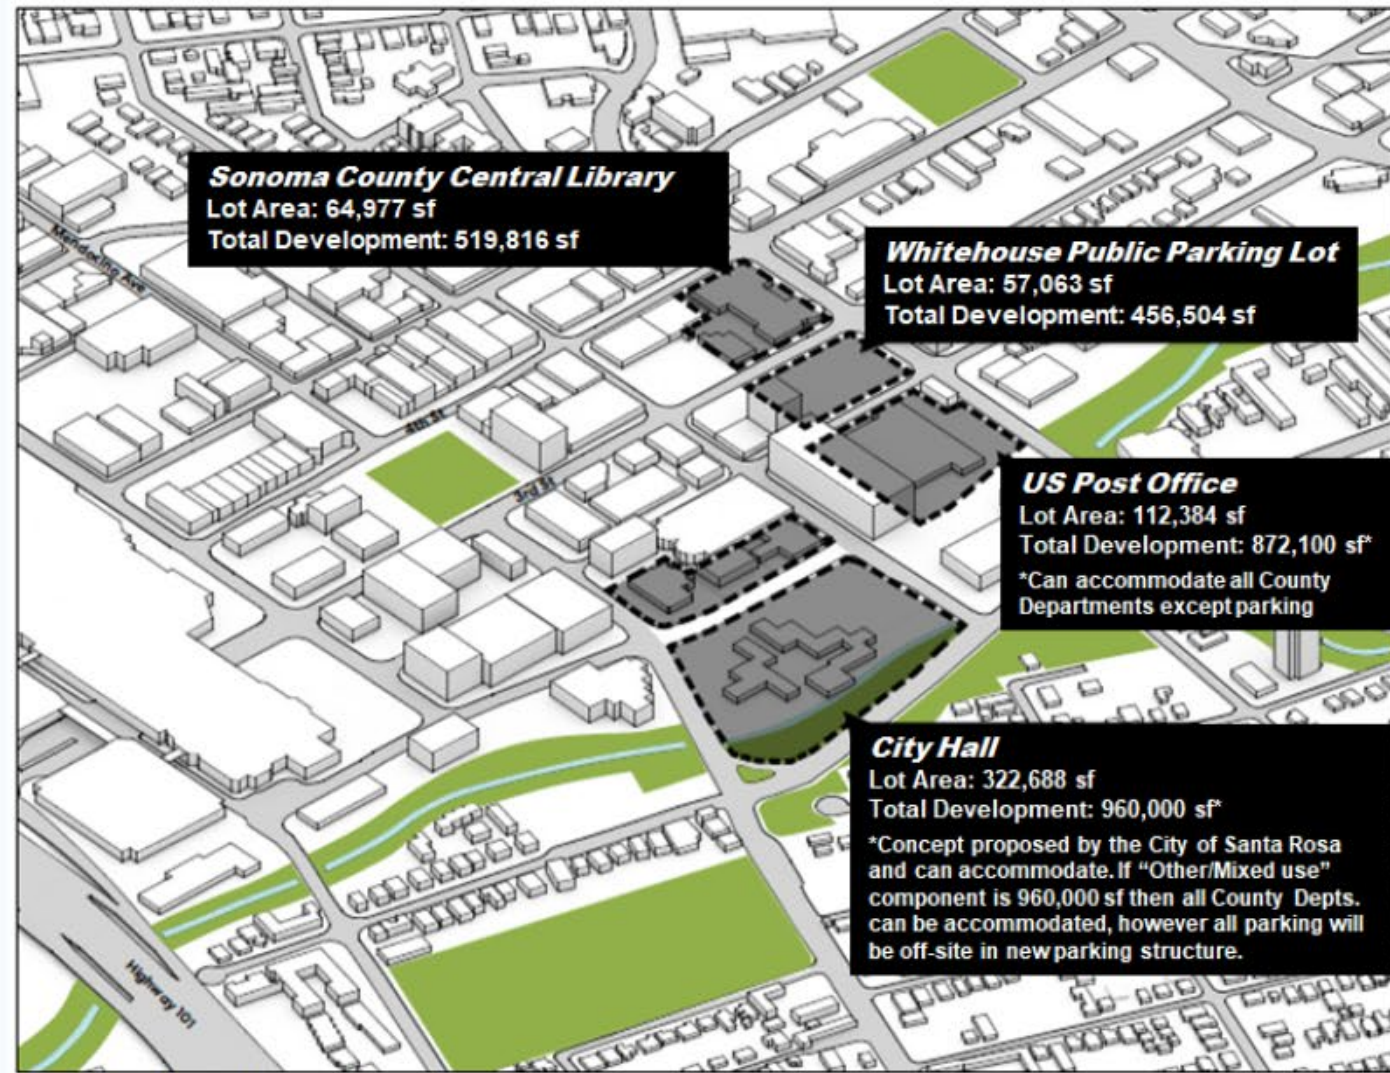 Sonoma County Central Library
Lot Area: 64,977 sf
Total Development: 519,816 sf
Whitehouse Public Parking Lot
Lot Area: 57,063 sf
Total Development: 456,504 sf
Mendocino Ave
4th St
3rd St
US Post Office
Lot Area: 112,384 sf
Total Development: 872,100 sf*
*Can accommodate all County
Departments except parking
City Hall
Lot Area: 322,688 sf
Total Development: 960,000 sf*
*Concept proposed by the City of Santa Rosa
and can accommodate. If “Other/Mixed use”
component is 960,000 sf then all County Depts.
can be accommodated, however all parking will
be off-site in new parking structure.
Highway 101